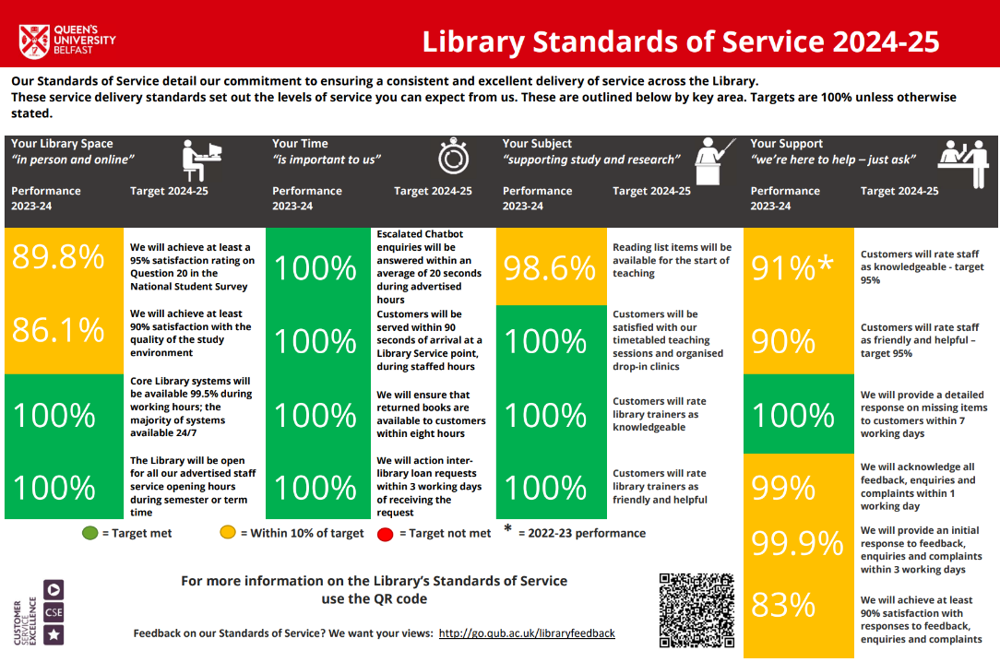 QUEEN'S
UNIVERSITY
BELFAST
Library Standards of Service 2024-25
Our Standards of Service detail our commitment to ensuring a consistent and excellent delivery of service across the Library.
These service delivery standards set out the levels of service you can expect from us. These are outlined below by key area. Targets are 100% unless otherwise
stated.
Your Library Space
"in person and online"
Performance
2023-24
Target 2024-25
89.8%
We will achieve at least a
95% satisfaction rating on
Question 20 in the
National Student Survey
86.1%
We will achieve at least
90% satisfaction with the
quality of the study
environment
100%
Core Library systems will
be available 99.5% during
working hours; the
majority of systems
available 24/7
100%
The Library will be open
for all our advertised staff
service opening hours
during semester or term
time
Your Time
"is important to us"
Performance
2023-24
Target 2024-25
100%
Escalated Chatbot
enquiries will be
answered within an
average of 20 seconds
during advertised
hours
100%
Customers will be
served within 90
seconds of arrival at a
Library Service point,
during staffed hours
100%
We will ensure that
returned books are
available to customers
within eight hours
100%
We will action inter-
library loan requests
within 3 working days
of receiving the
request
Your Subject
"supporting study and research"
Performance
2023-24
Target 2024-25
98.6%
Reading list items will be
available for the start of
teaching
100%
Customers will be
satisfied with our
timetabled teaching
sessions and organised
drop-in clinics
100%
Customers will rate
library trainers as
knowledgeable
100%
Customers will rate
library trainers as
friendly and helpful
Your Support
"we're here to help – just ask"
Performance
2023-24
Target 2024-25
91%*
Customers will rate staff
as knowledgeable - target
95%
90%
Customers will rate staff
as friendly and helpful –
target 95%
100%
We will provide a detailed
response on missing items
to customers within 7
working days
99%
We will acknowledge all
feedback, enquiries and
complaints within 1
working day
99.9%
We will provide an initial
response to feedback,
enquiries and complaints
within 3 working days
83%
We will achieve at least
90% satisfaction with
responses to feedback,
enquiries and complaints
= Target met
= Within 10% of target
= Target not met
* = 2022-23 performance
CUSTOMER
SERVICE
EXCELLENCE
CSE
For more information on the Library's Standards of Service
use the QR code
Feedback on our Standards of Service? We want your views: http://go.qub.ac.uk/libraryfeedback